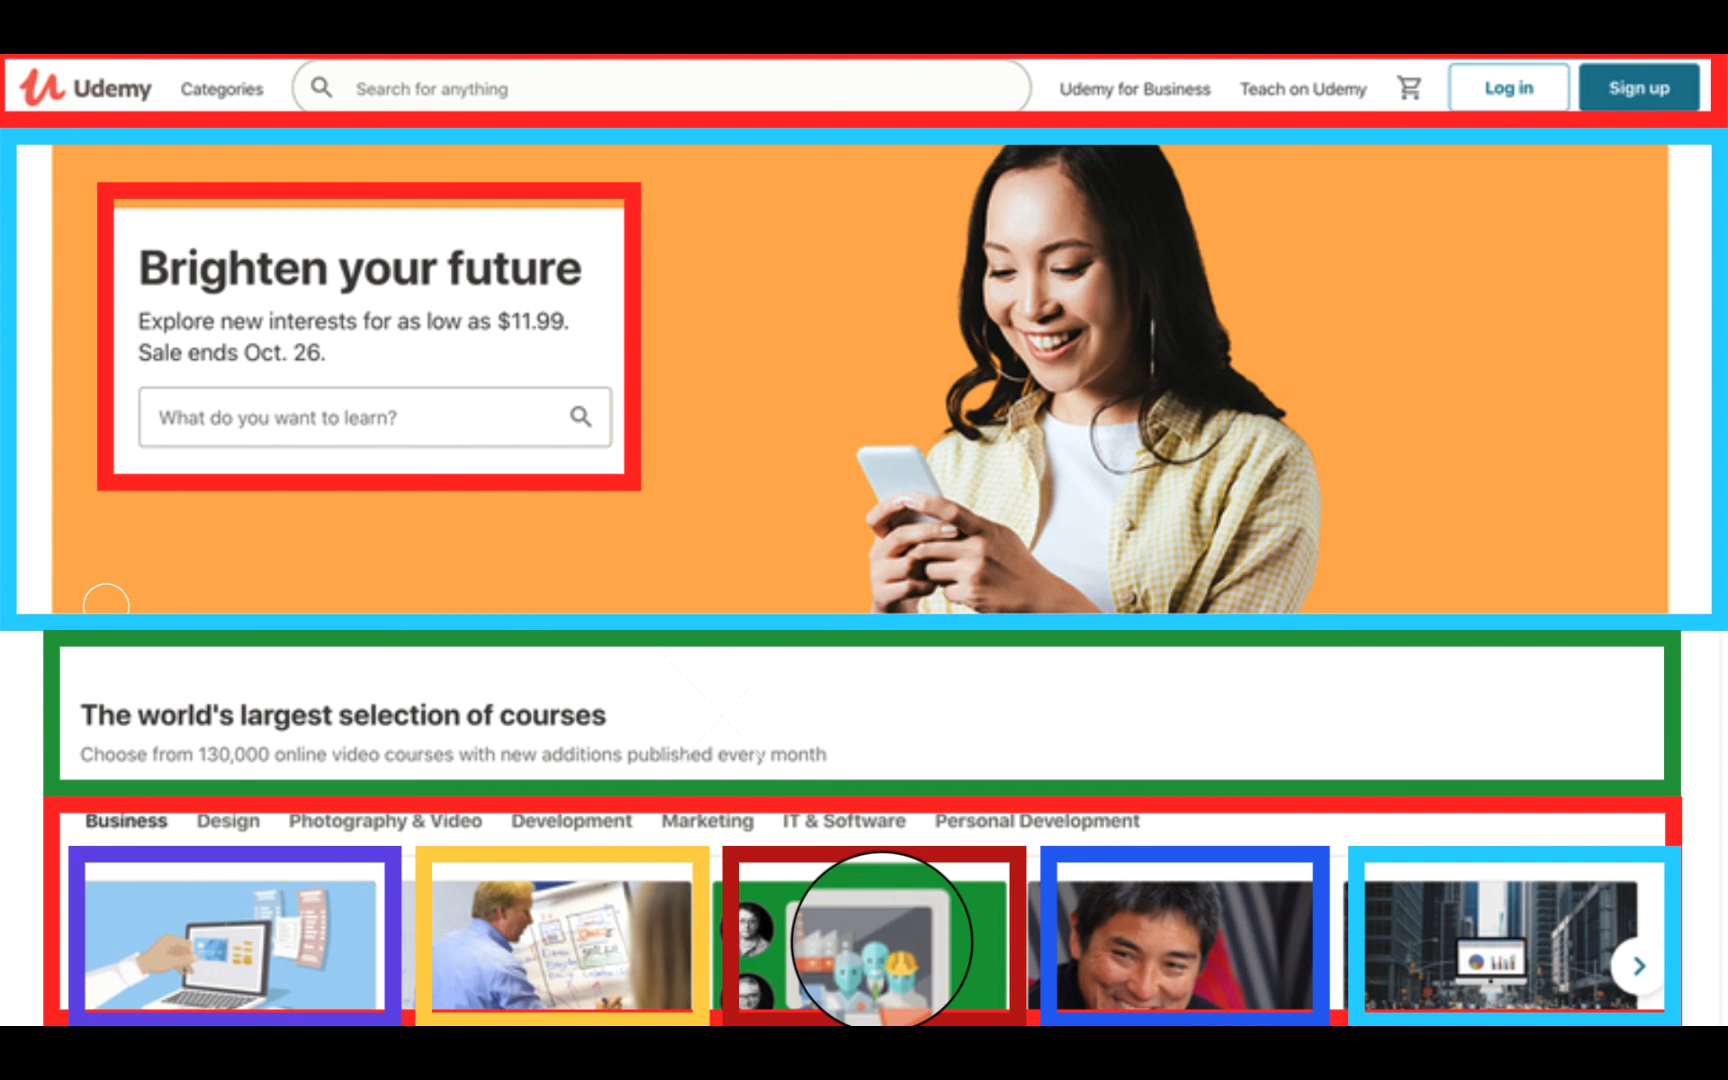 Udemy Categories Search for anything Udemy for Business Teach on Udemy Log in Sign up
Brighten your future
Explore new interests for as low as $11.99.
Sale ends Oct. 26.
What do you want to learn?
The world's largest selection of courses
Choose from 130,000 online video courses with new additions published every month
Business Design Photography & Video Development Marketing IT & Software Personal Development